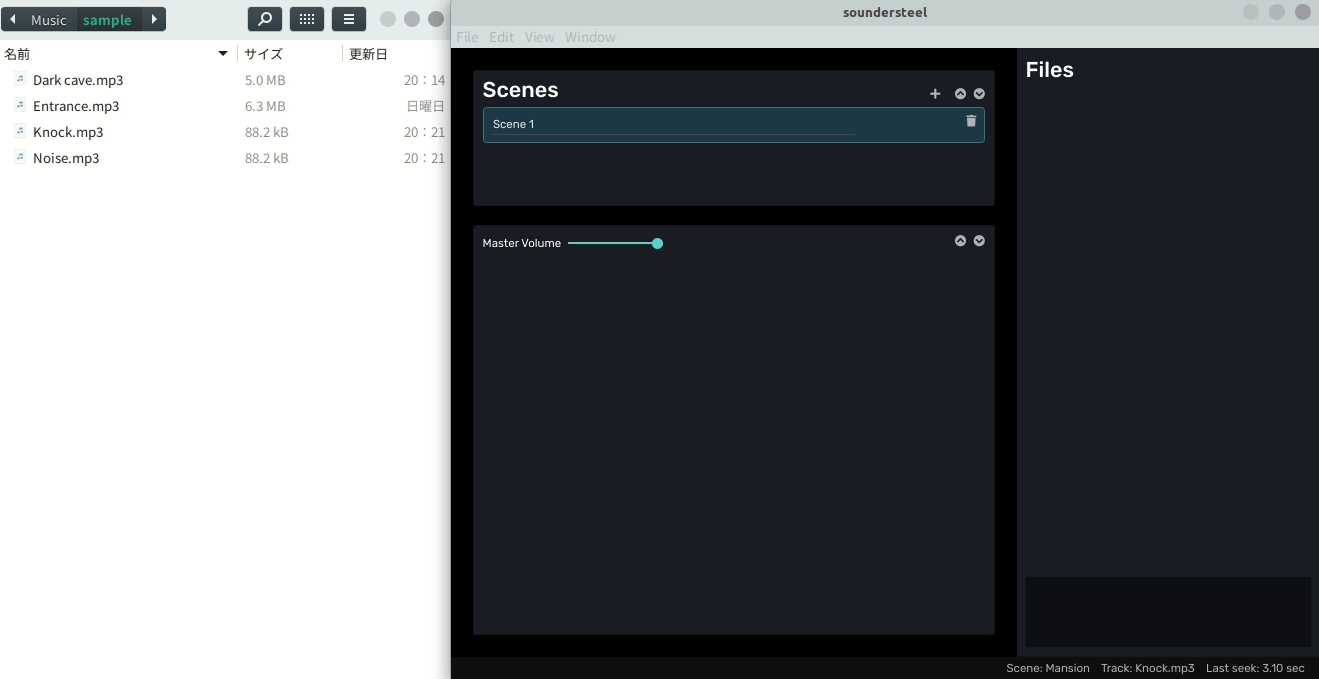 Music sample
名前 サイズ 更新日
Dark cave.mp3 5.0 MB 20：14
Entrance.mp3 6.3 MB 日曜日
Knock.mp3 88.2 kB 20：21
Noise.mp3 88.2 kB 20：21
soundersteel
File Edit View Window
Scenes
Scene 1
Master Volume
Files
Scene: Mansion Track: Knock.mp3 Last seek: 3.10 sec